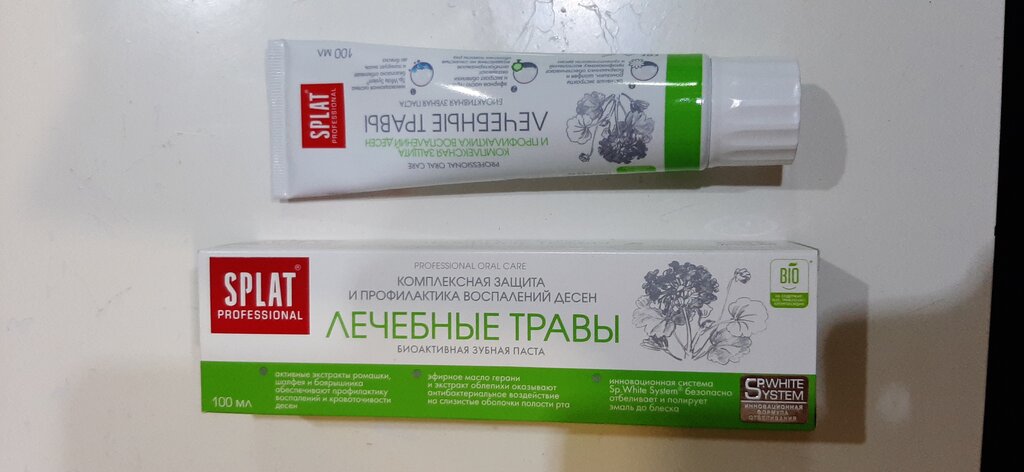 100 МЛ
SPLAT®
PROFESSIONAL
PROFESSIONAL ORAL CARE
КОМПЛЕКСНАЯ ЗАЩИТА
И ПРОФИЛАКТИКА ВОСПАЛЕНИЙ ДЕСЕН
ЛЕЧЕБНЫЕ ТРАВЫ
БИОАКТИВНАЯ ЗУБНАЯ ПАСТА
SPLAT®
PROFESSIONAL
PROFESSIONAL ORAL CARE
КОМПЛЕКСНАЯ ЗАЩИТА
И ПРОФИЛАКТИКА ВОСПАЛЕНИЙ ДЕСЕН
ЛЕЧЕБНЫЕ ТРАВЫ
БИОАКТИВНАЯ ЗУБНАЯ ПАСТА
BIO
100 МЛ
активные экстракты ромашки,
шалфея и боярышника
обеспечивают профилактику
воспалений и кровоточивости
десен
эфирное масло герани
и экстракт облепихи оказывают
антибактериальное воздействие
на слизистые оболочки полости рта
инновационная система
Sp.White System® безопасно
отбеливает и полирует
эмаль до блеска
SP.WHITE
SYSTEM
ИННОВАЦИОННАЯ
ФОРМУЛА
ОТБЕЛИВАНИЯ